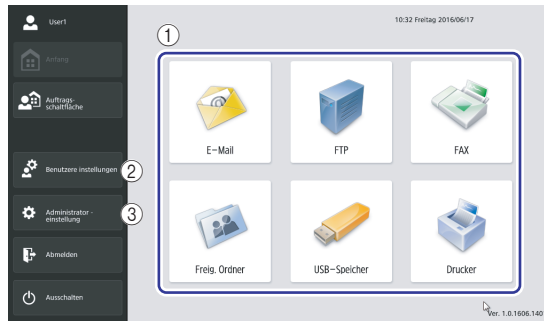 User1
10:32 Freitag 2016/06/17
1
Anfang
Auftrags-
schaltfläche
E-Mail
FTP
FAX
Benutzere instellungen
2
Administrator -
einstellung
3
Abmelden
Freig. Ordner
USB-Speicher
Drucker
Ausschalten
Ver. 1.0.1606.140